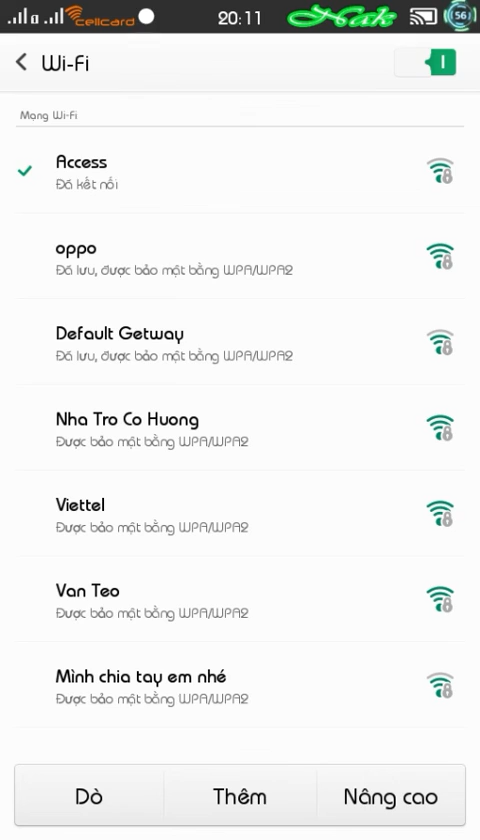 cellcard 20:11 Hak 56
Wi-Fi
Mạng Wi-Fi
Access
Đã kết nối
oppo
Đã lưu, được bảo mật bằng WPA/WPA2
Default Getway
Đã lưu, được bảo mật bằng WPA/WPA2
Nha Tro Co Huong
Được bảo mật bằng WPA/WPA2
Viettel
Được bảo mật bằng WPA/WPA2
Van Teo
Được bảo mật bằng WPA/WPA2
Mình chia tay em nhé
Được bảo mật bằng WPA/WPA2
Dò Thêm Nâng cao